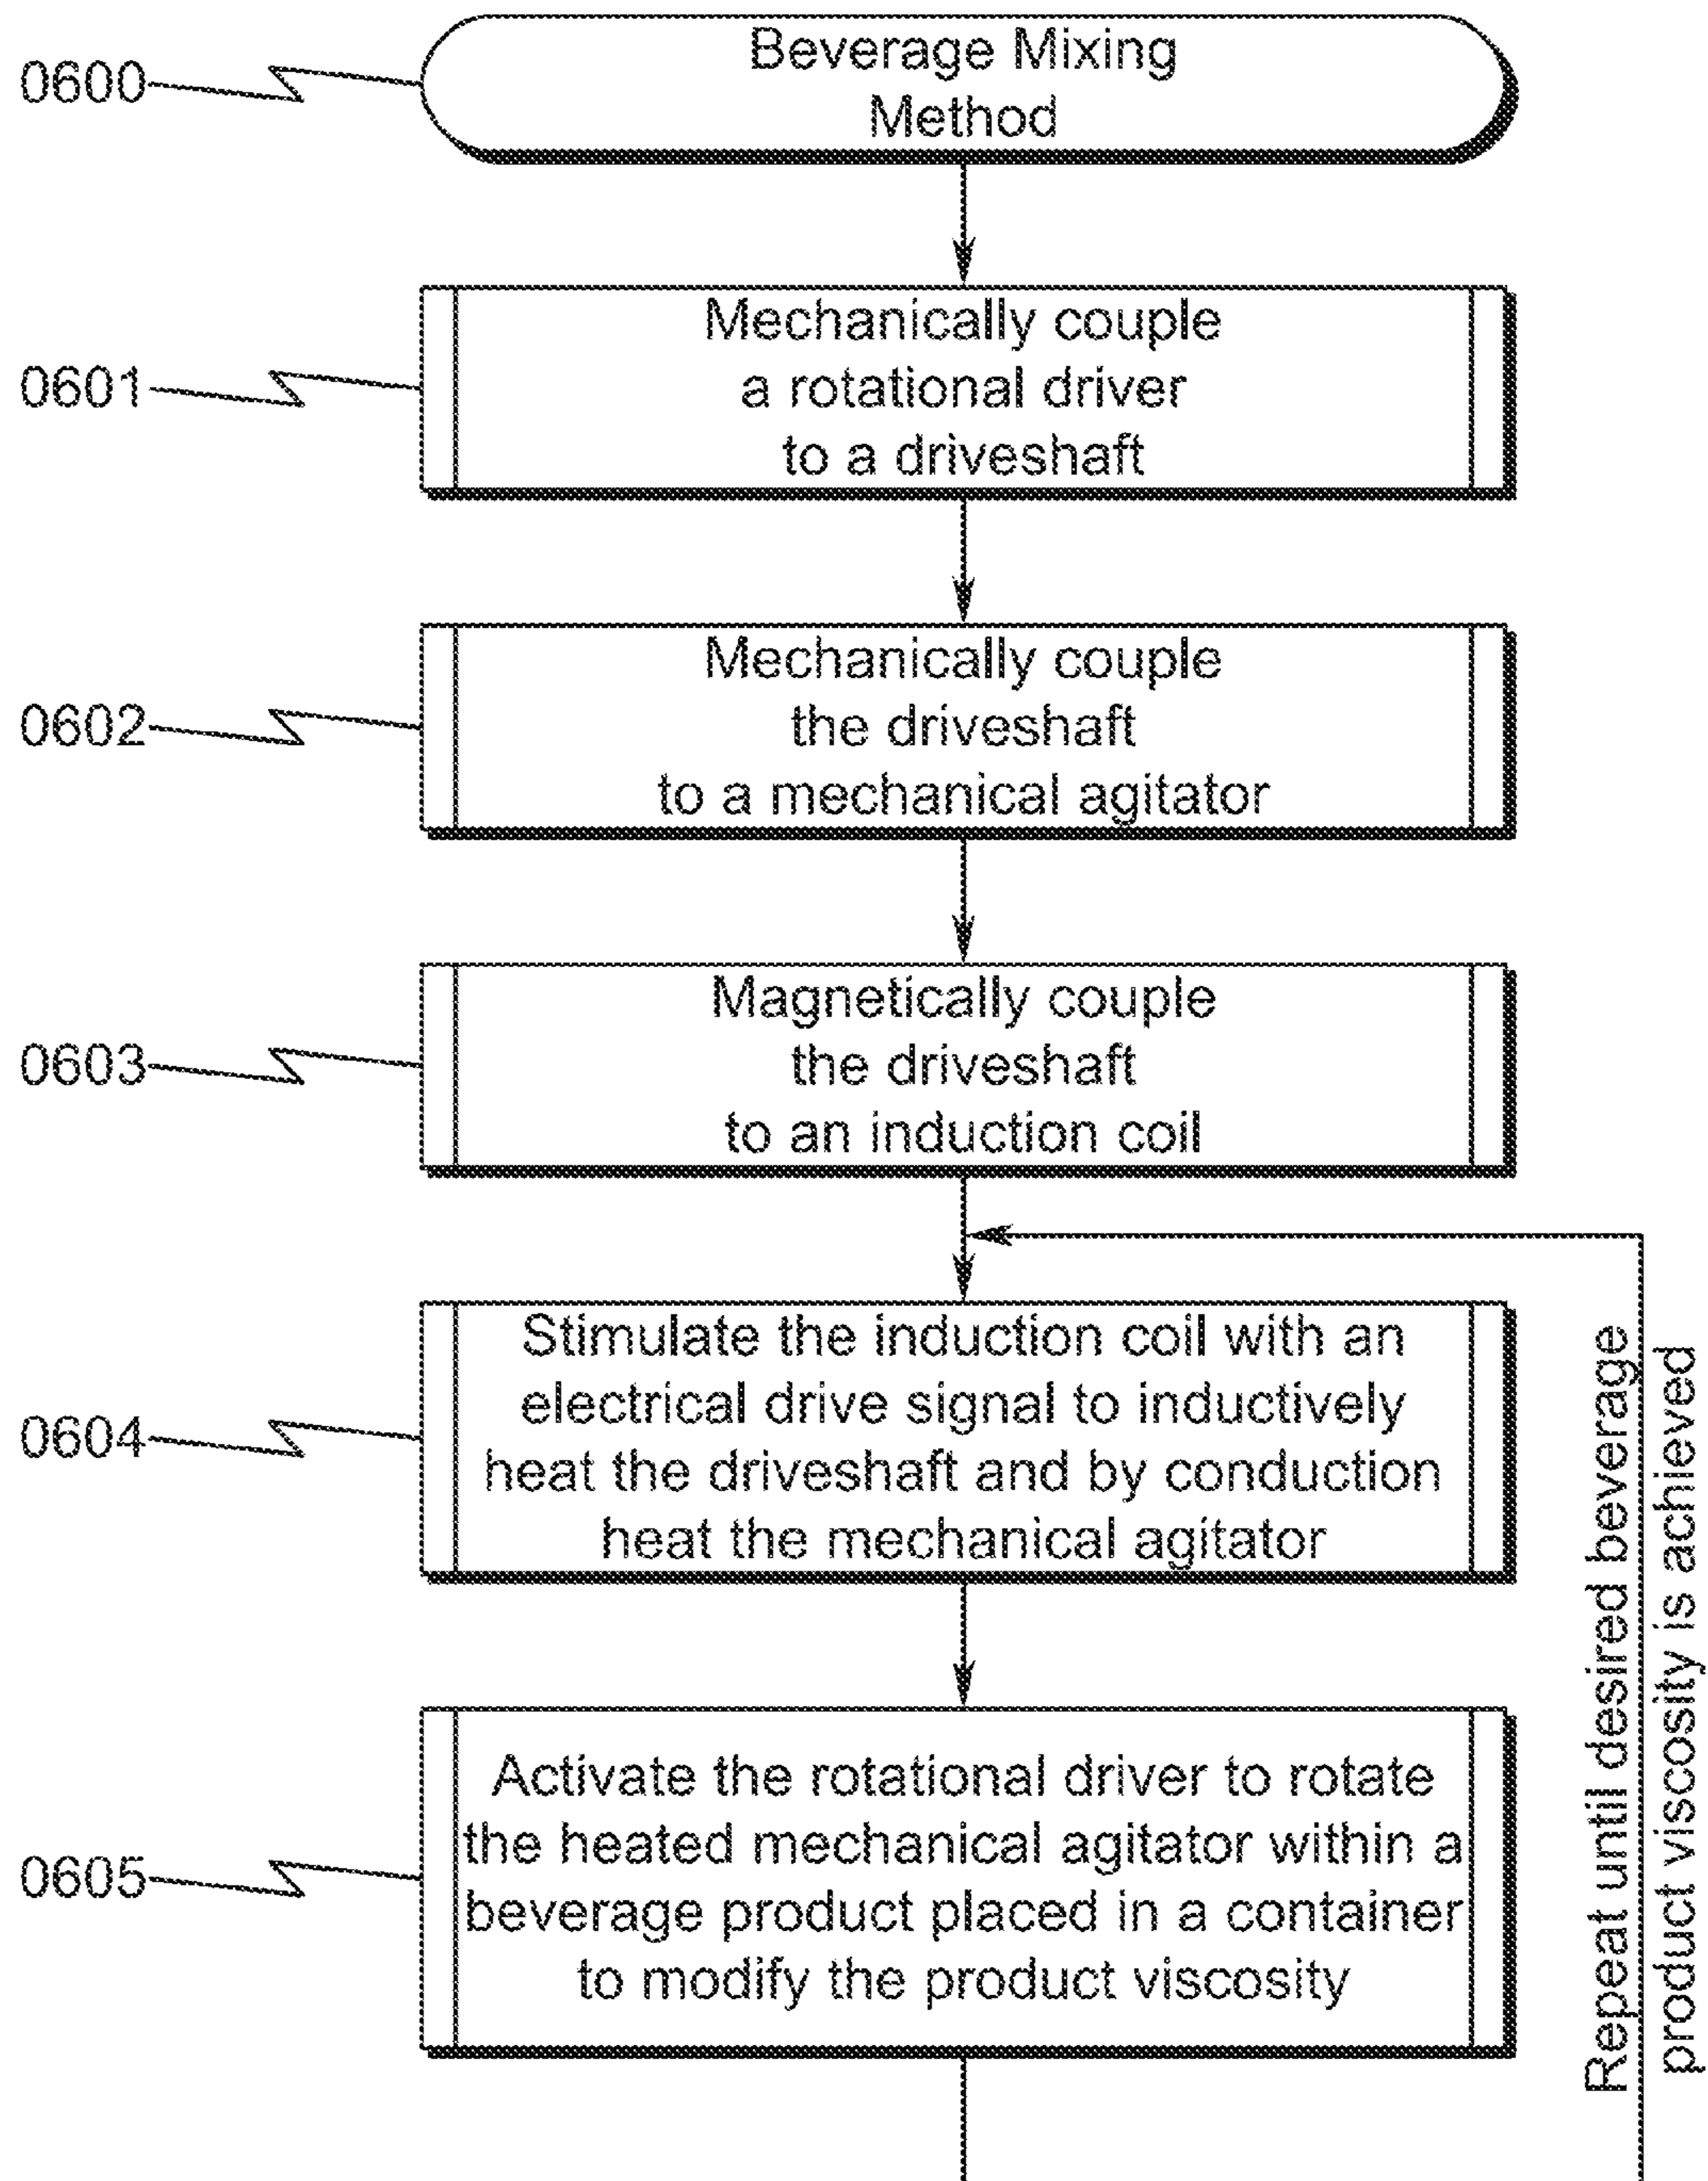 0600
Beverage Mixing
Method
0601
Mechanically couple
a rotational driver
to a driveshaft
0602
Mechanically couple
the driveshaft
to a mechanical agitator
0603
Magnetically couple
the driveshaft
to an induction coil
0604
Stimulate the induction coil with an
electrical drive signal to inductively
heat the driveshaft and by conduction
heat the mechanical agitator
0605
Activate the rotational driver to rotate
the heated mechanical agitator within a
beverage product placed in a container
to modify the product viscosity
Repeat until desired beverage
product viscosity is achieved